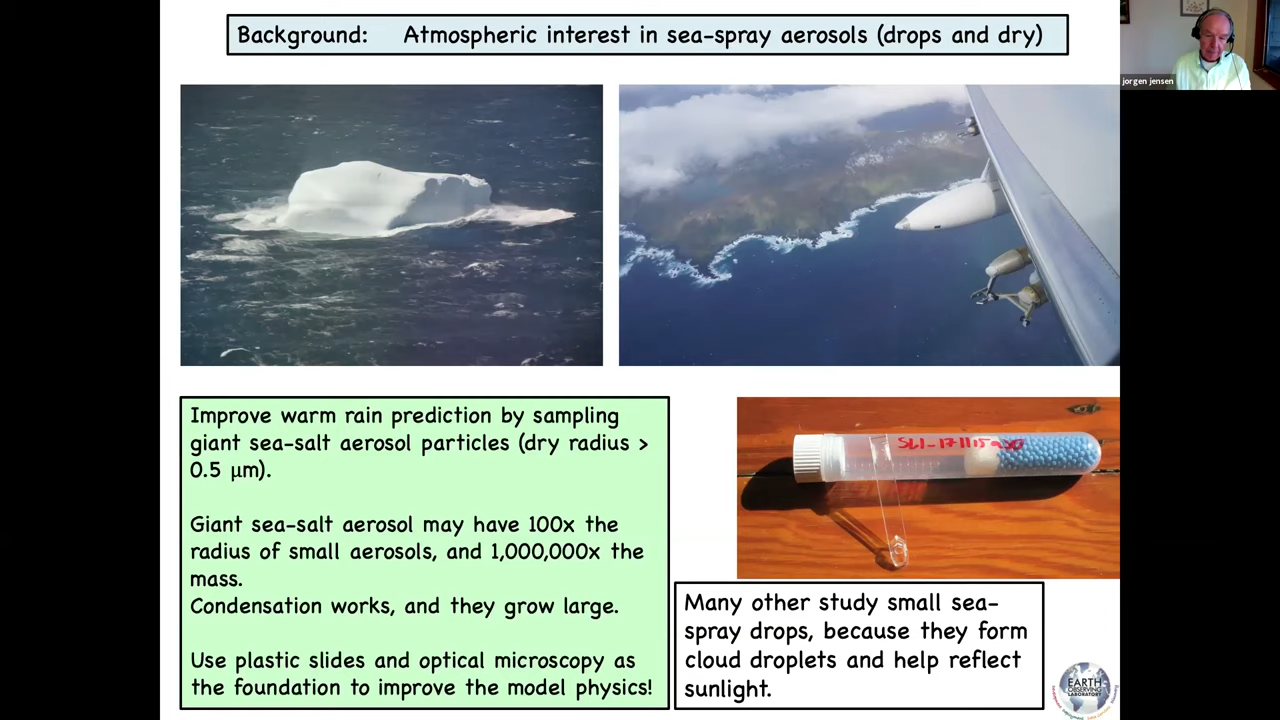 Background: Atmospheric interest in sea-spray aerosols (drops and dry)
jorgen jensen
Improve warm rain prediction by sampling
giant sea-salt aerosol particles (dry radius >
0.5 μm).
Giant sea-salt aerosol may have 100x the
radius of small aerosols, and 1,000,000x the
mass.
Condensation works, and they grow large.
Use plastic slides and optical microscopy as
the foundation to improve the model physics!
Many other study small sea-
spray drops, because they form
cloud droplets and help reflect
sunlight.
EARTH
OBSERVING
LABORATORY